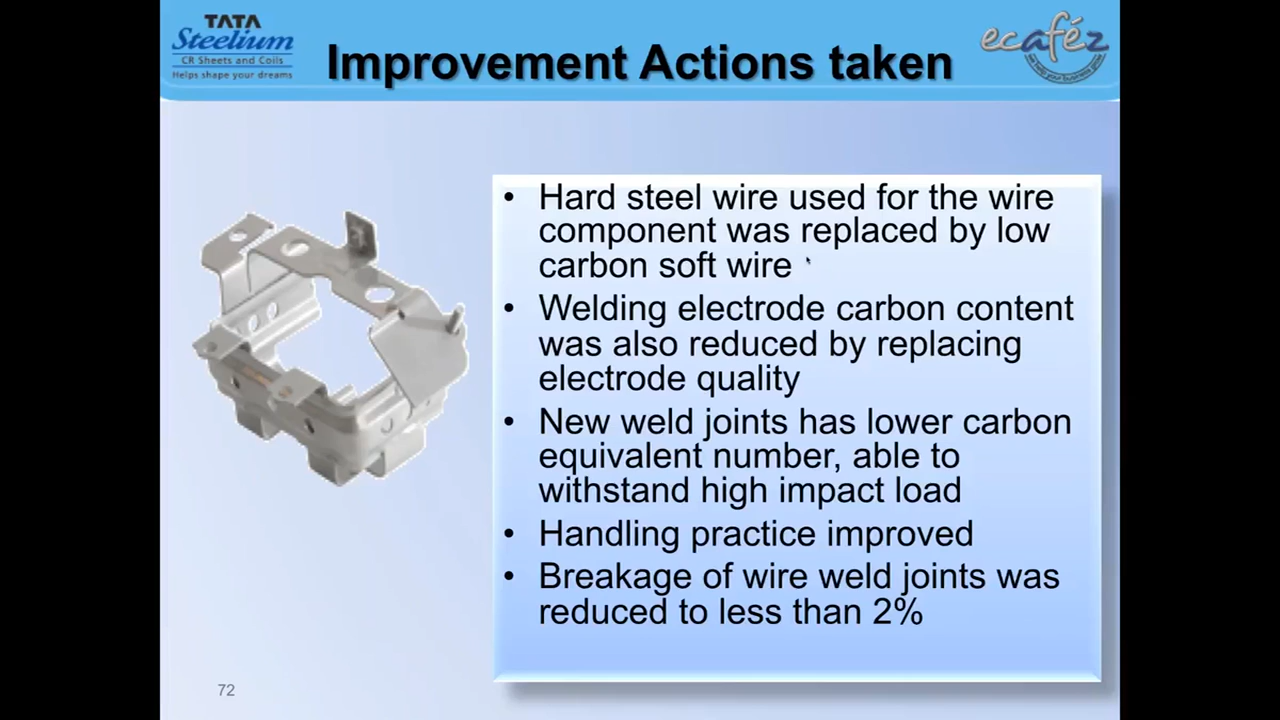 TATA
Steelium
CR Sheets and Coils
Helps shape your dreams
Improvement Actions taken
ecaféz
• Hard steel wire used for the wire
component was replaced by low
carbon soft wire
• Welding electrode carbon content
was also reduced by replacing
electrode quality
• New weld joints has lower carbon
equivalent number, able to
withstand high impact load
• Handling practice improved
• Breakage of wire weld joints was
reduced to less than 2%
72